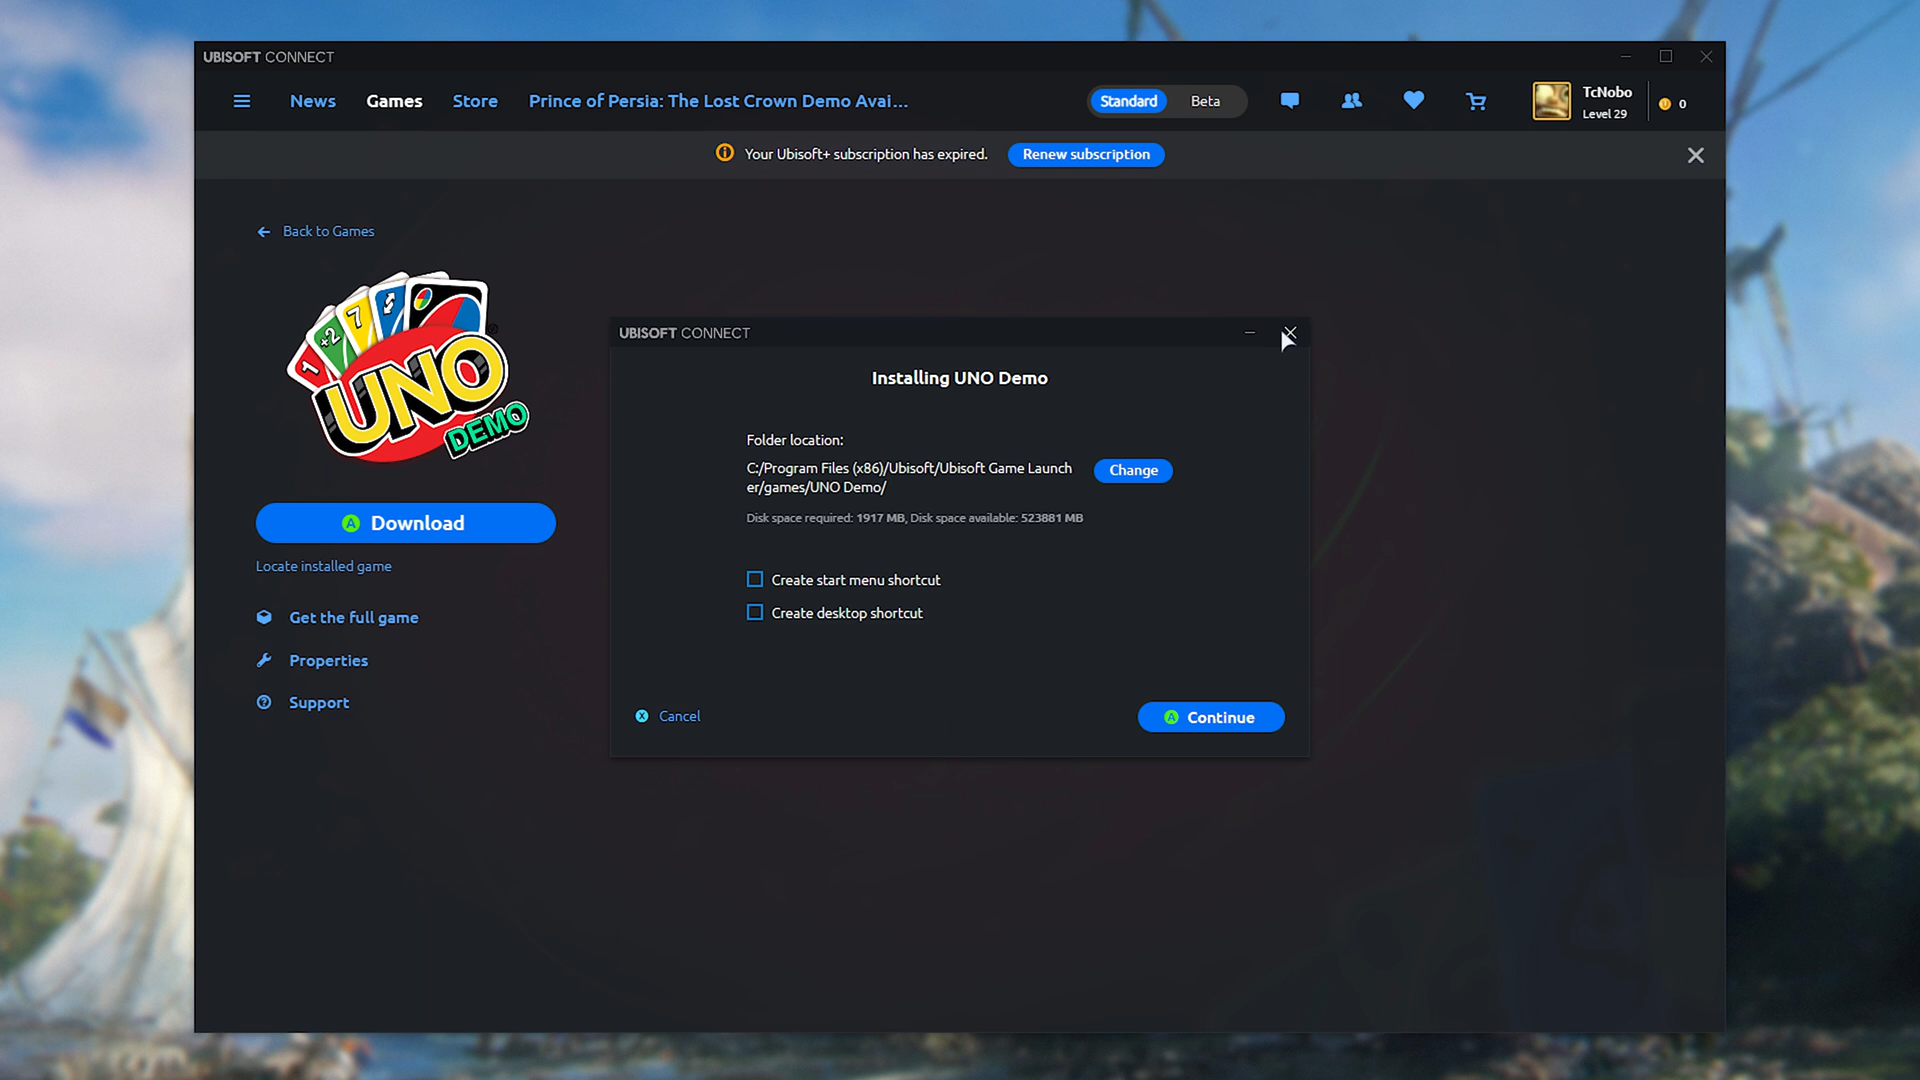 UBISOFT CONNECT
News Games Store Prince of Persia: The Lost Crown Demo Avai... Standard Beta TcNobo
Level 29 0
Your Ubisoft+ subscription has expired. Renew subscription
Back to Games
1 +2 7
UNO
DEMO
A Download
Locate installed game
Get the full game
Properties
Support
UBISOFT CONNECT
Installing UNO Demo
Folder location:
C:/Program Files (x86)/Ubisoft/Ubisoft Game Launch
er/games/UNO Demo/
Change
Disk space required: 1917 MB, Disk space available: 523881 MB
Create start menu shortcut
Create desktop shortcut
X Cancel
A Continue